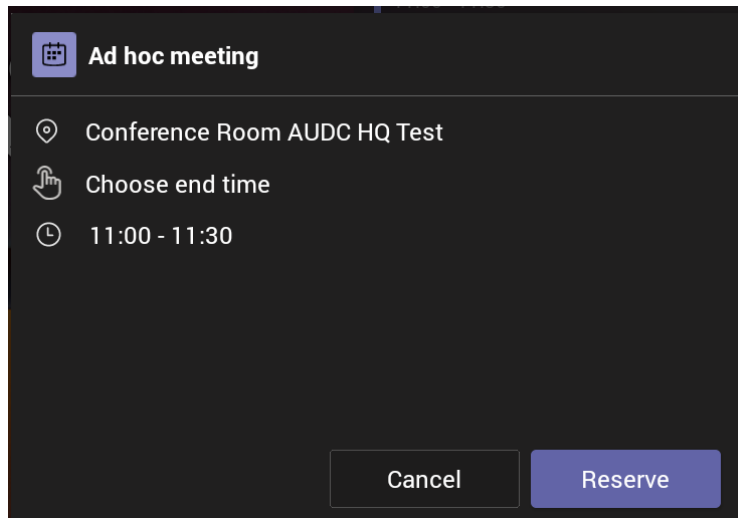 Ad hoc meeting
Conference Room AUDC HQ Test
Choose end time
11:00 - 11:30
Cancel
Reserve